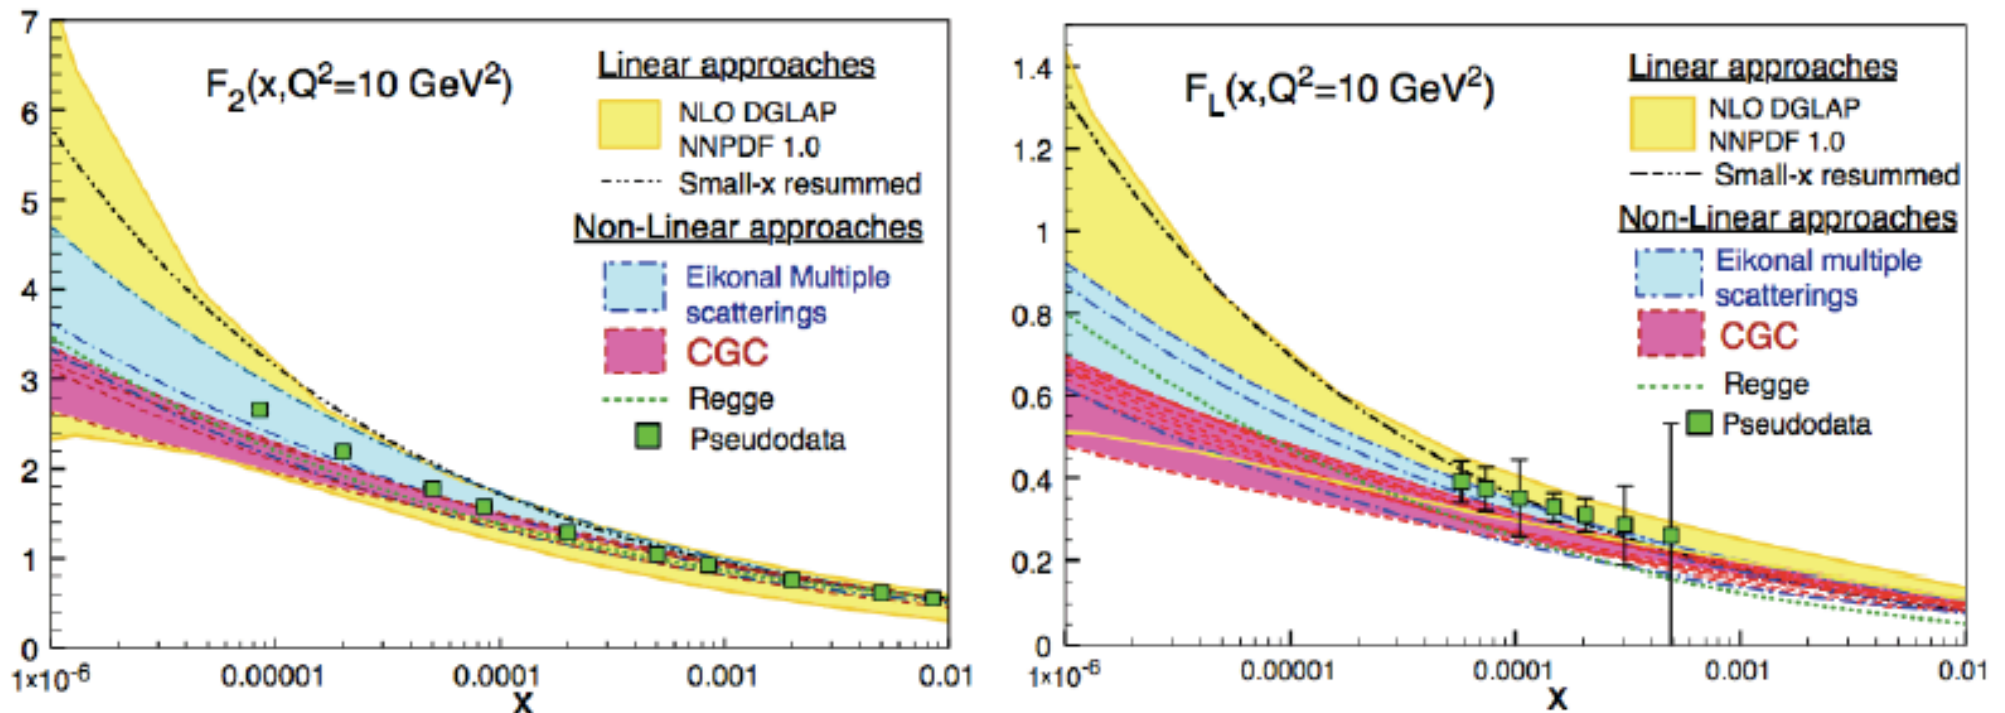 7
6
5
4
3
2
1
0
F2(x,Q²=10 GeV²)
Linear approaches
NLO DGLAP
NNPDF 1.0
Small-x resummed
Non-Linear approaches
Eikonal Multiple
scatterings
CGC
Regge
Pseudodata
1×10⁻⁶ 0.00001 0.0001 0.001 0.01
x
1.4
1.2
1
0.8
0.6
0.4
0.2
0
FL(x,Q²=10 GeV²)
Linear approaches
NLO DGLAP
NNPDF 1.0
Small-x resummed
Non-Linear approaches
Eikonal multiple
scatterings
CGC
Regge
Pseudodata
1×10⁻⁶ 0.00001 0.0001 0.001 0.01
x